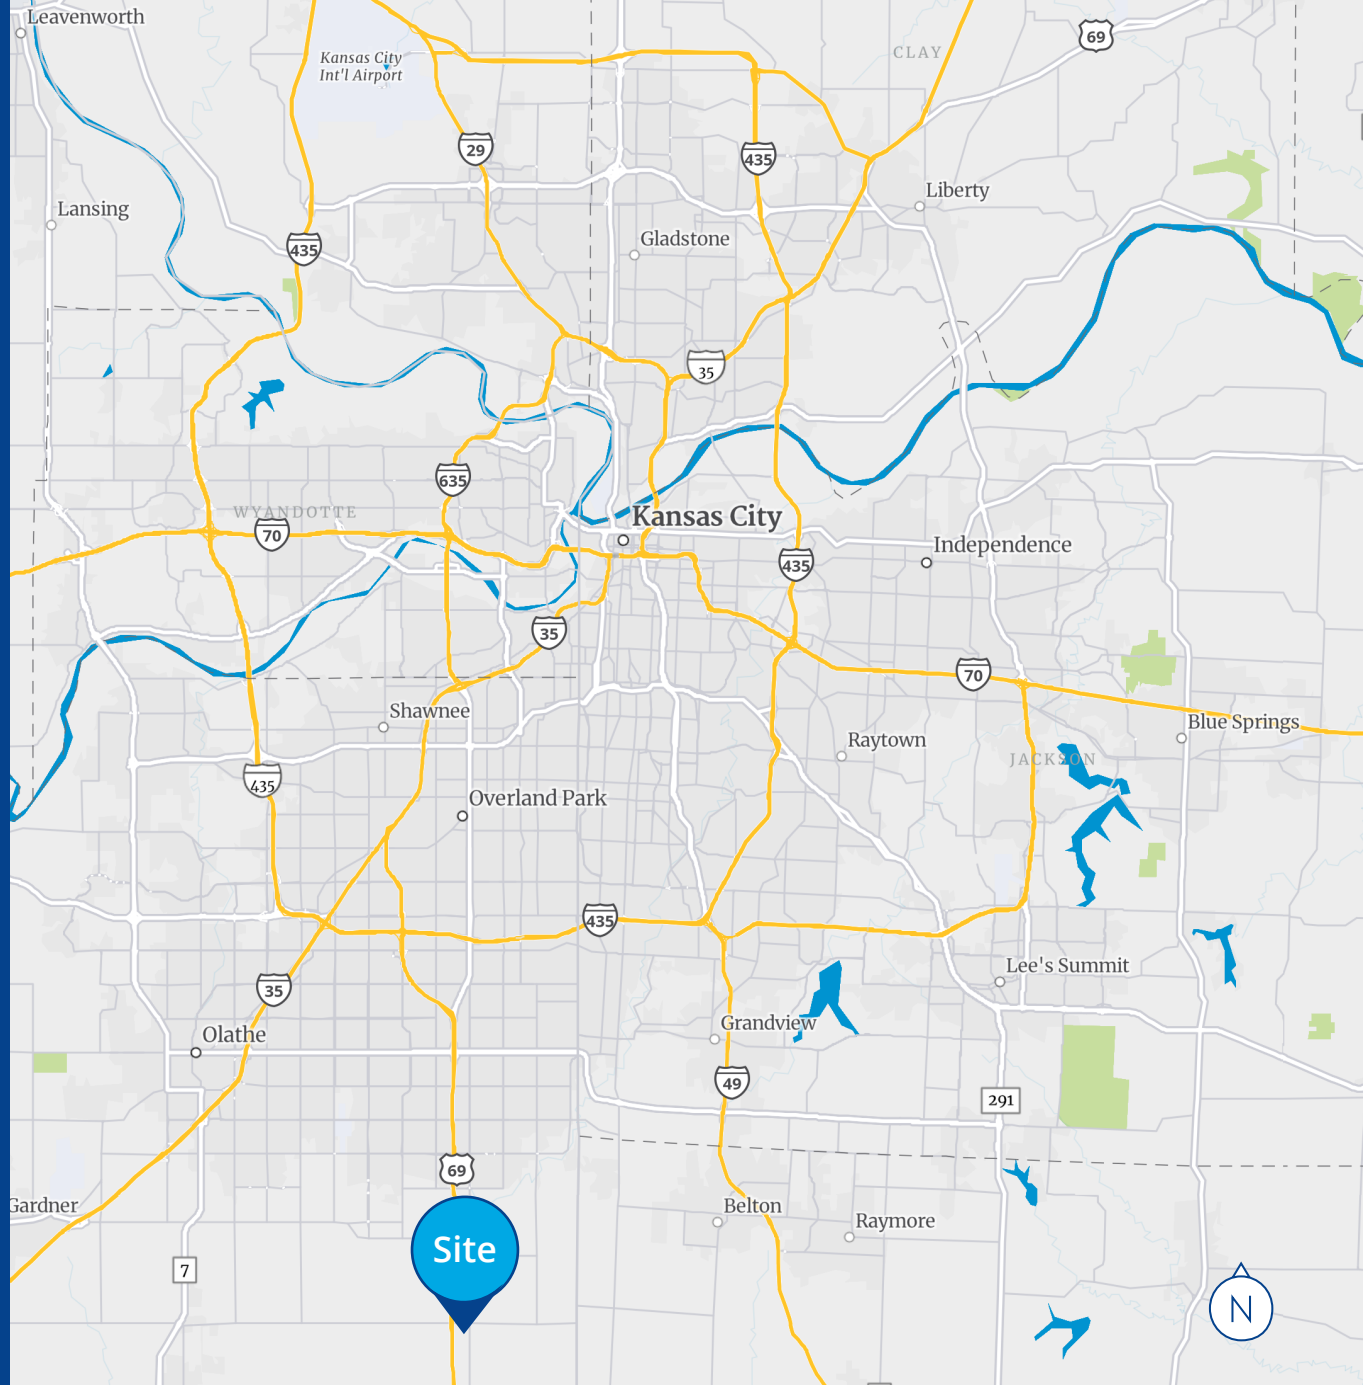 Leavenworth
69
CLAY
Kansas City
Int'l Airport
29
435
Liberty
Lansing
Gladstone
435
35
635
WYANDOTTE
70
Kansas City
Independence
435
35
70
Shawnee
Blue Springs
Raytown
JACKSON
435
Overland Park
435
Lee's Summit
35
Grandview
Olathe
49
291
69
Gardner
Belton
Raymore
Site
7
N